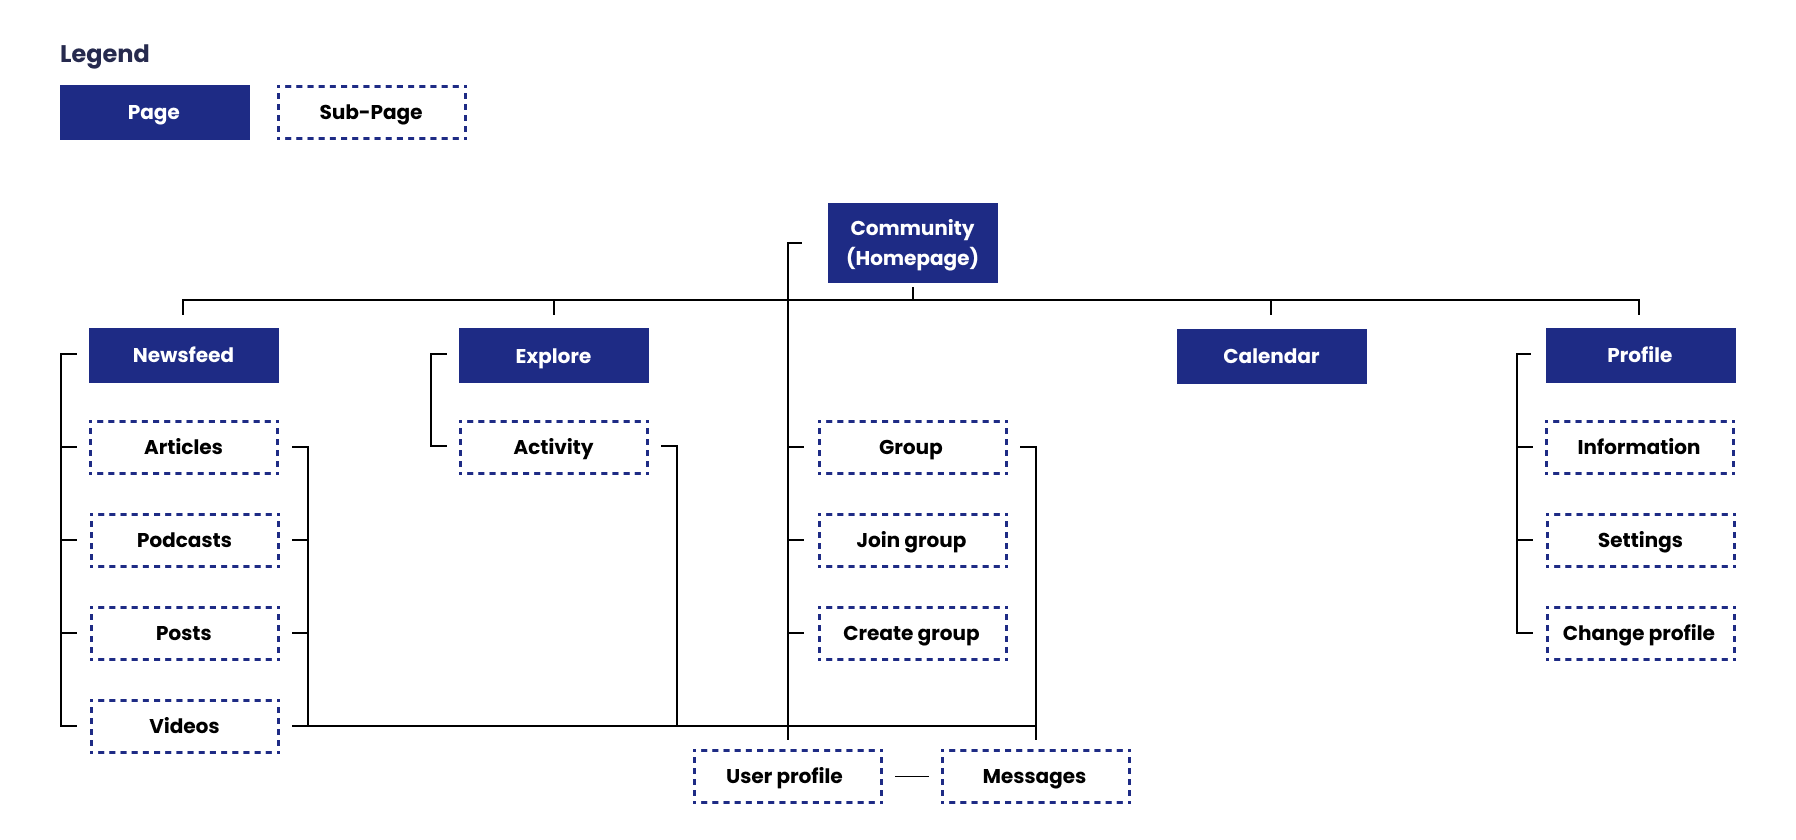 Legend
Page
Sub-Page
Community
(Homepage)
Newsfeed
Explore
Calendar
Profile
Articles
Activity
Group
Information
Podcasts
Join group
Settings
Posts
Create group
Change profile
Videos
User profile
Messages